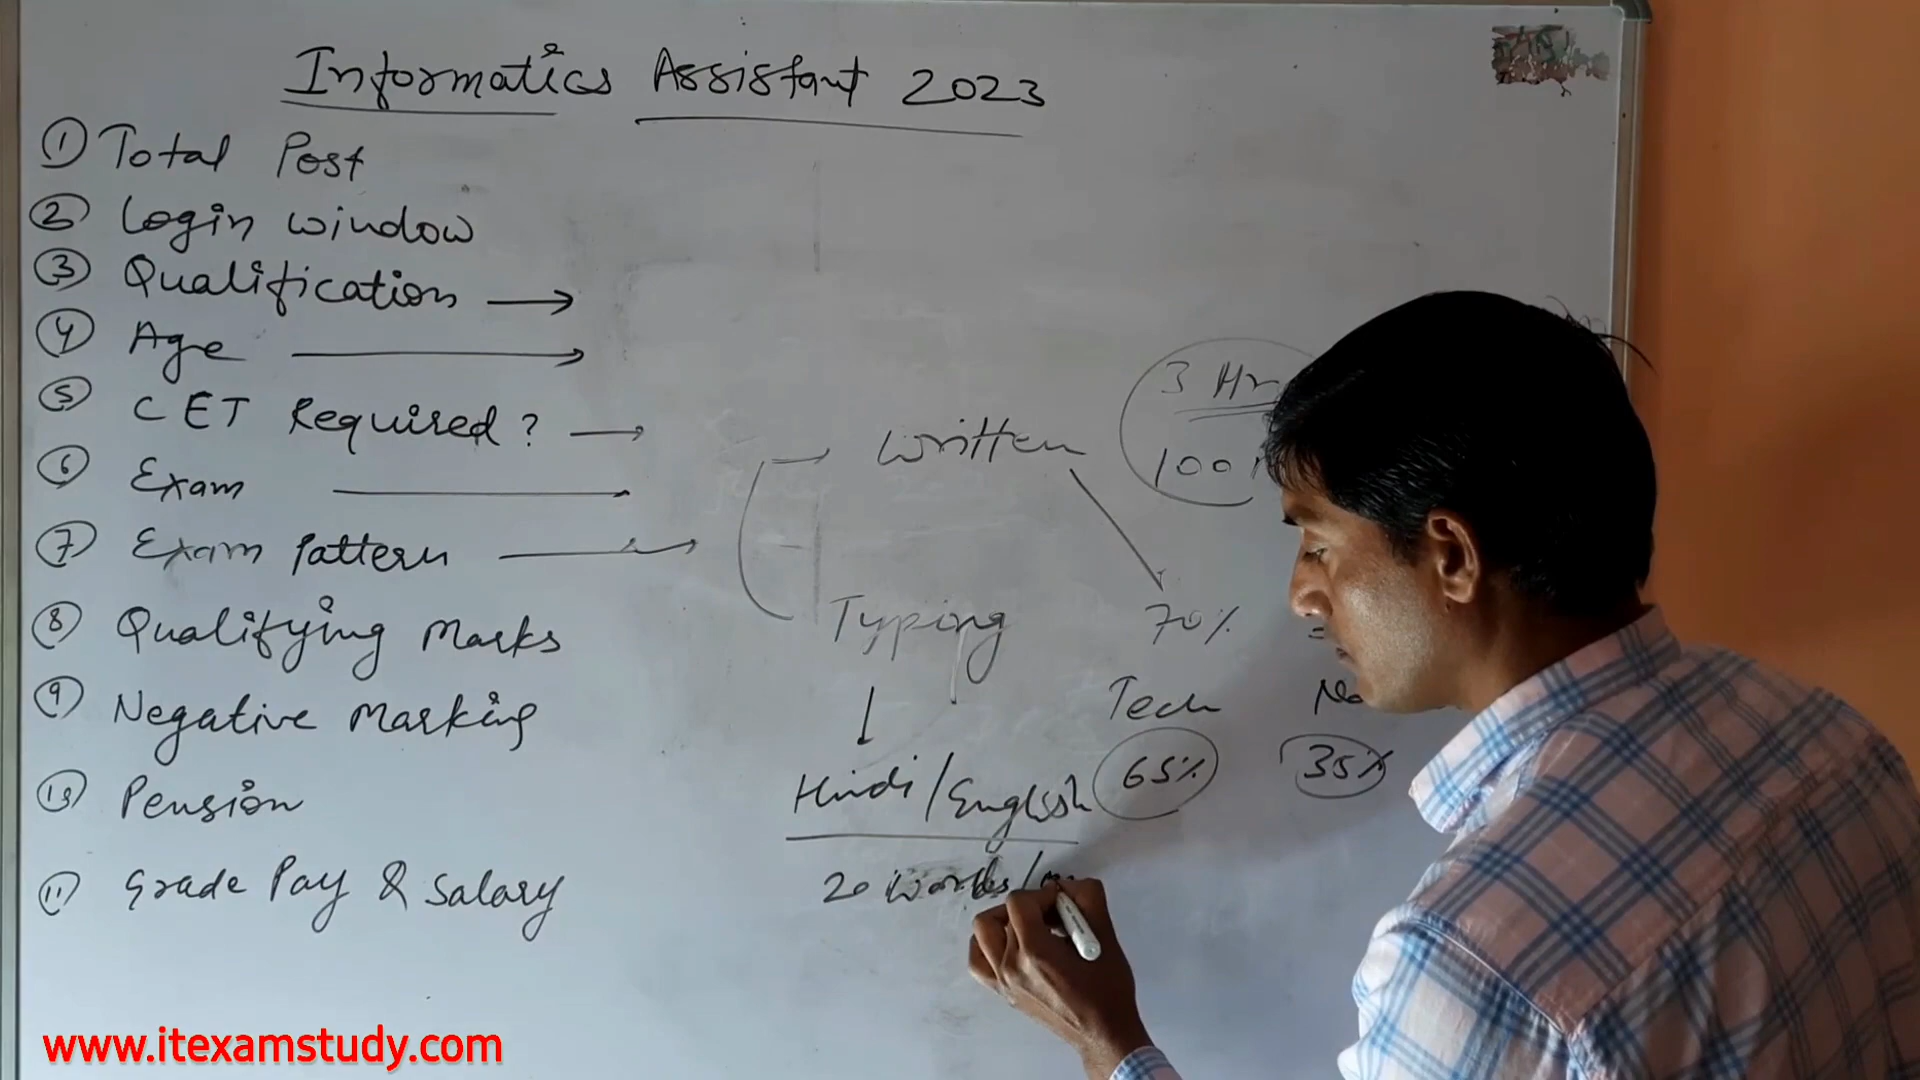 Informatics Assistant 2023
① Total Post
② Login window
③ Qualification →
④ Age →
⑤ CET Required? →
⑥ Exam
⑦ Exam Pattern →
⑧ Qualifying Marks
⑨ Negative Marking
⑩ Pension
⑪ Grade Pay & Salary
3 Hr
Written
100
Typing
70%
Tech
Hindi/English
65%
35%
20 words/m
www.itexamstudy.com